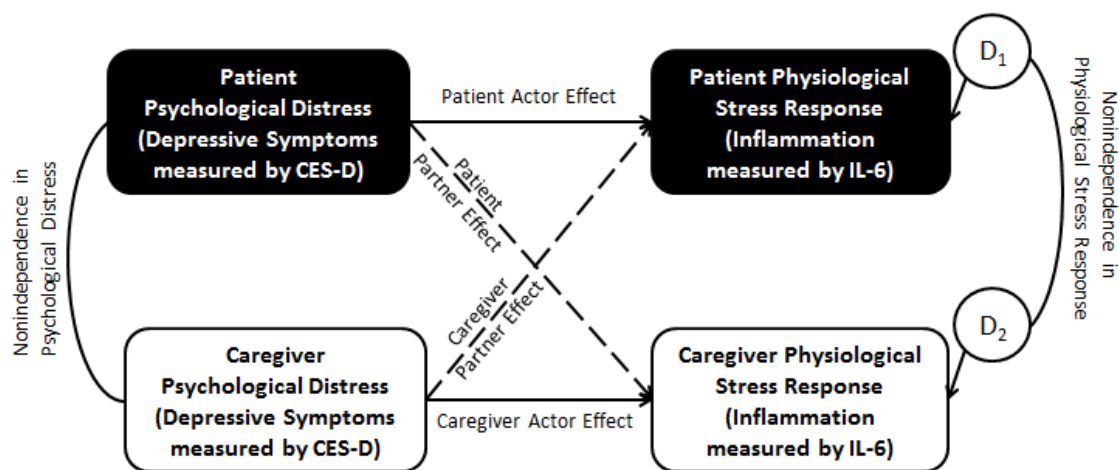 Patient
Psychological Distress
(Depressive Symptoms
measured by CES-D)
Patient Actor Effect
Patient Physiological
Stress Response
(Inflammation
measured by IL-6)
D1
Nonindependence in
Psychological Distress
Patient
Partner Effect
Caregiver
Partner Effect
Nonindependence in
Physiological Stress Response
Caregiver
Psychological Distress
(Depressive Symptoms
measured by CES-D)
Caregiver Actor Effect
Caregiver Physiological
Stress Response
(Inflammation
measured by IL-6)
D2